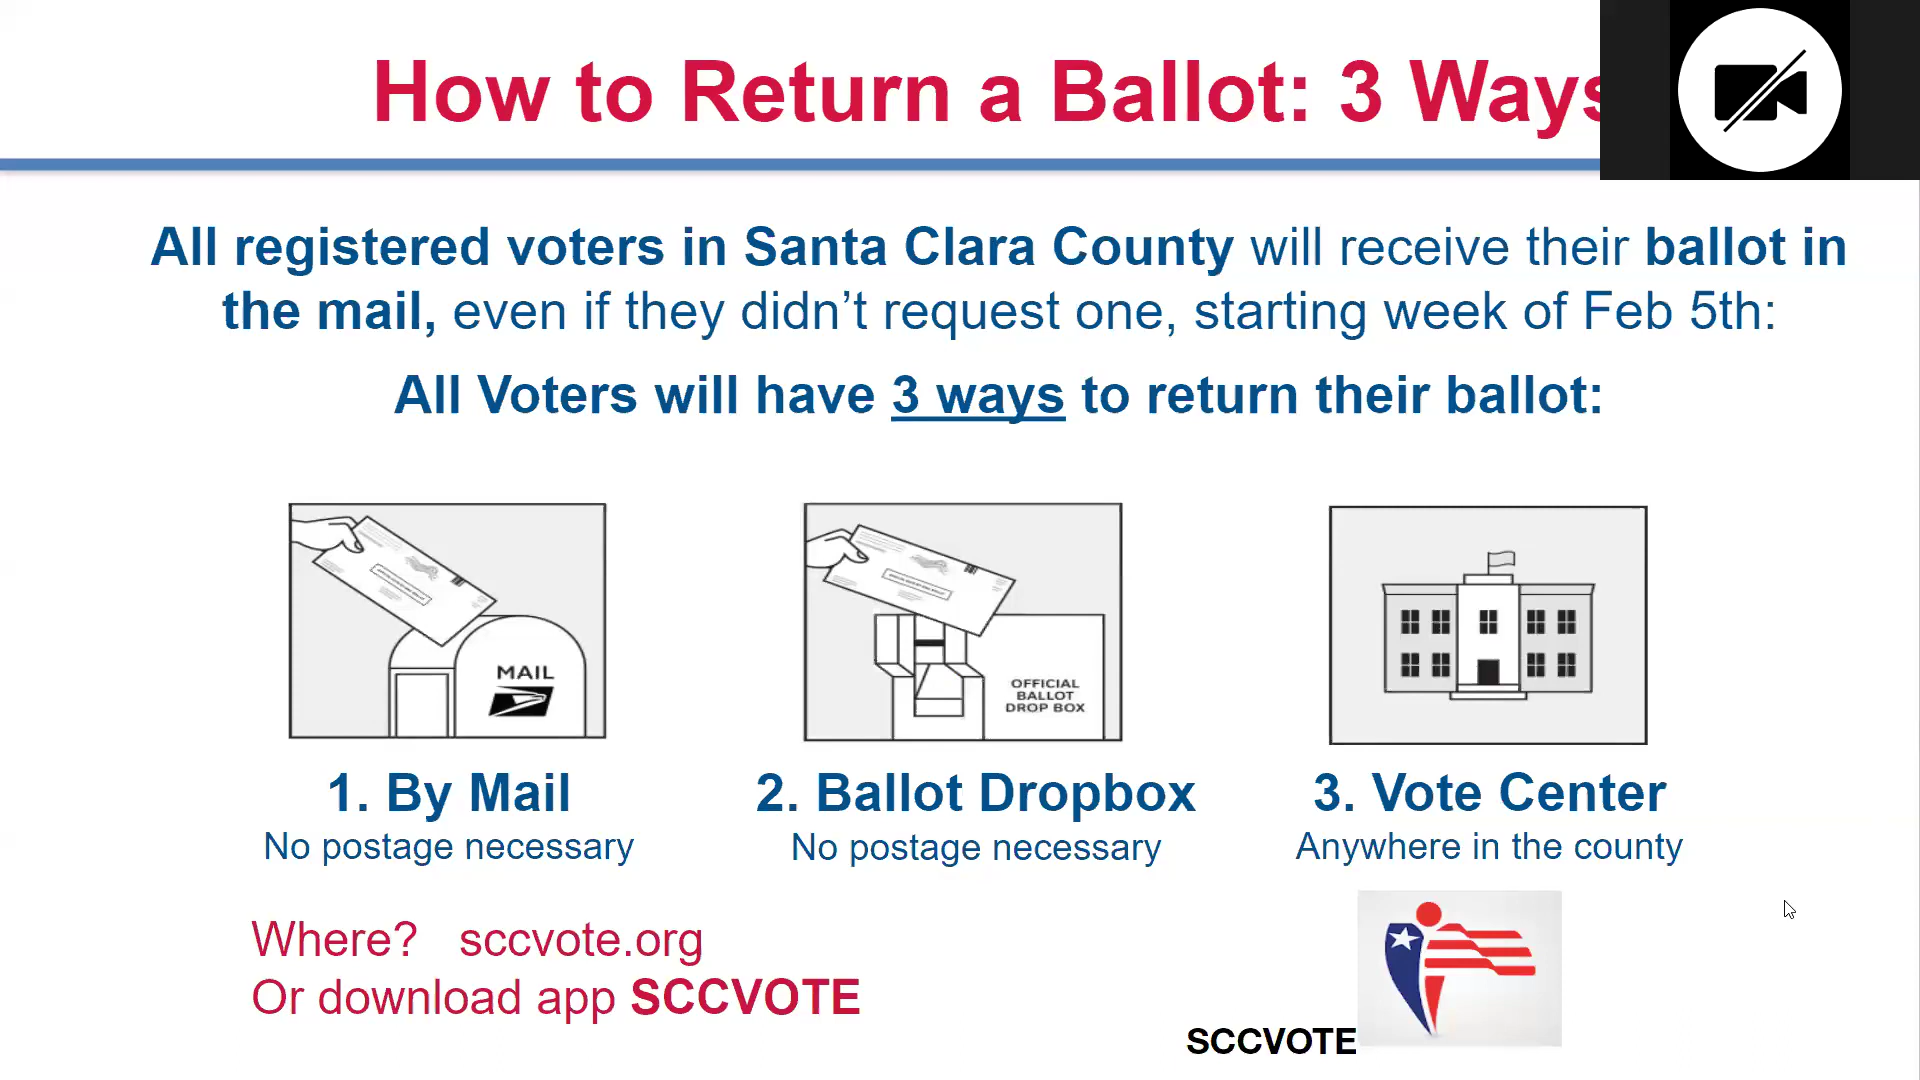 How to Return a Ballot: 3 Ways
All registered voters in Santa Clara County will receive their ballot in
the mail, even if they didn’t request one, starting week of Feb 5th:
All Voters will have 3 ways to return their ballot:
MAIL
OFFICIAL
BALLOT
DROP BOX
1. By Mail
No postage necessary
2. Ballot Dropbox
No postage necessary
3. Vote Center
Anywhere in the county
Where? sccvote.org
Or download app SCCVOTE
SCCVOTE